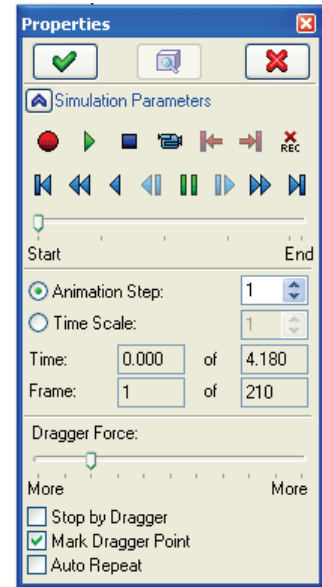 Properties
Simulation Parameters
REC
Start End
Animation Step: 1
Time Scale: 1
Time: 0.000 of 4.180
Frame: 1 of 210
Dragger Force:
More More
Stop by Dragger
Mark Dragger Point
Auto Repeat